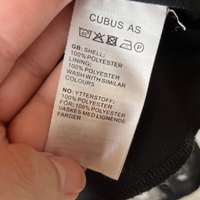 CUBUS AS
GB: SHELL:
100% POLYESTER
LINING:
100% POLYESTER
WASH WITH SIMILAR
COLOURS
NO: YTTERSTOFF:
100% POLYESTER
FÔR: 100% POLYESTER
VASKES MED LIGNENDE
FARGER